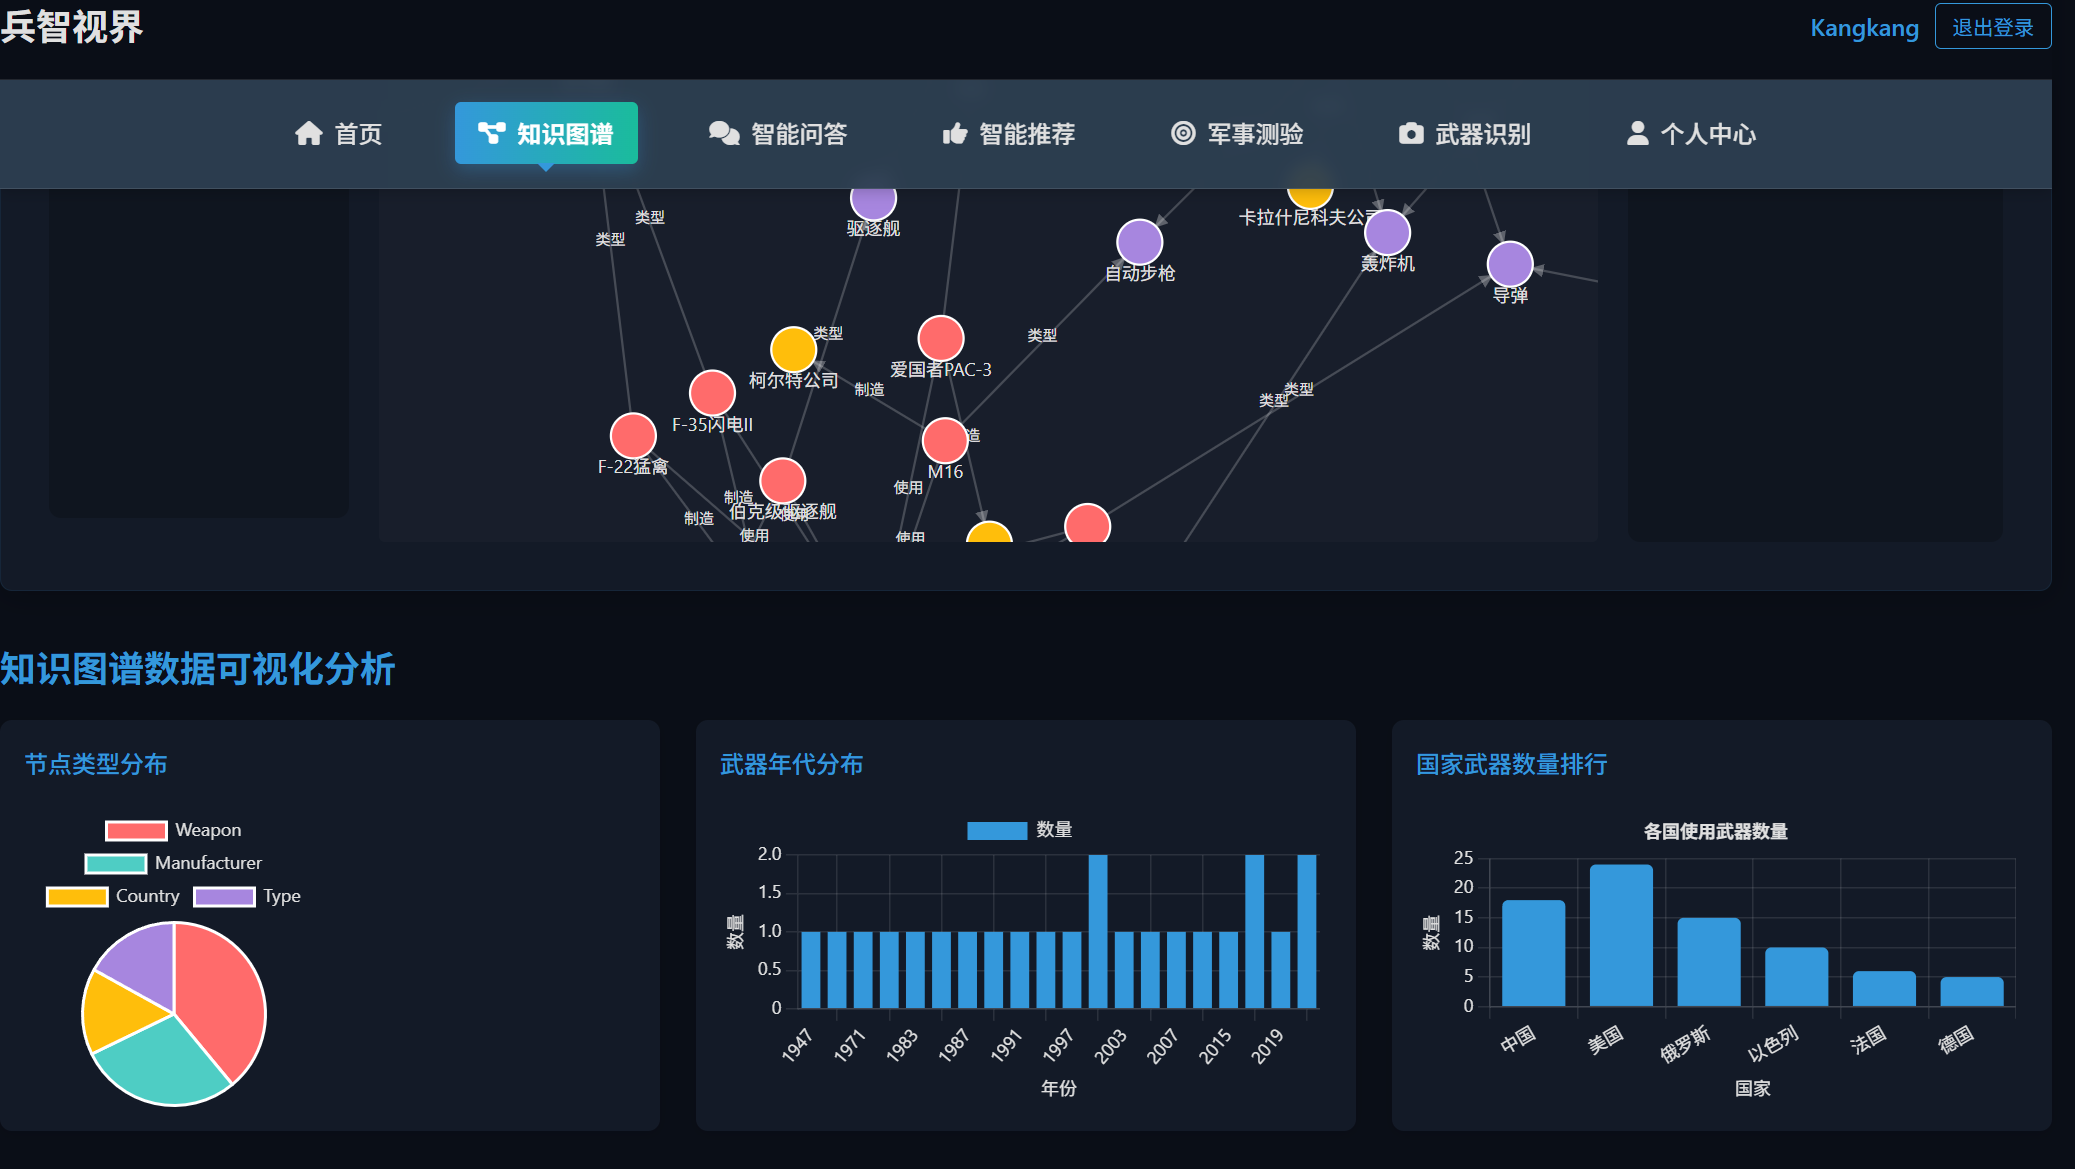 兵智视界
Kangkang 退出登录
首页 知识图谱 智能问答 智能推荐 军事测验 武器识别 个人中心
类型
驱逐舰
卡拉什尼科夫公司
类型
轰炸机
自动步枪
导弹
类型
类型
爱国者PAC-3
柯尔特公司
制造
类型
类型
F-35闪电II
造
F-22猛禽
M16
使用
制造
伯克级驱逐舰
使用
制造
使用
使用
知识图谱数据可视化分析
节点类型分布
Weapon
Manufacturer
Country Type
武器年代分布
数量
2.0
1.5
1.0
0.5
0
数量
1947 1971 1983 1987 1991 1997 2003 2007 2015 2019
年份
国家武器数量排行
各国使用武器数量
25
20
15
10
5
0
数量
中国 美国 俄罗斯 以色列 法国 德国
国家